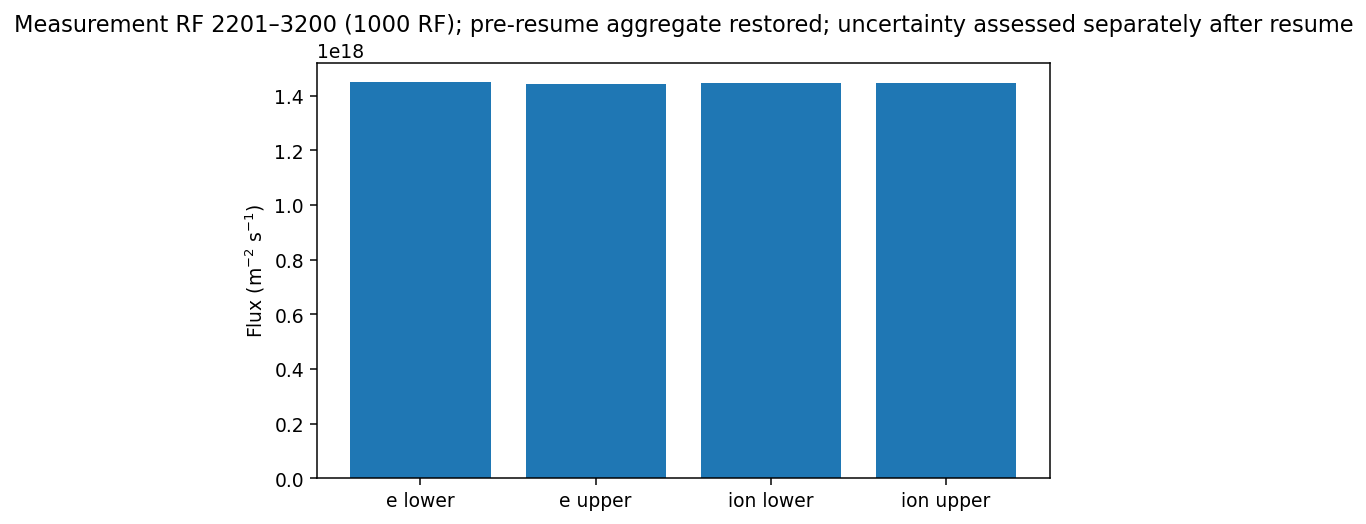 Measurement RF 2201–3200 (1000 RF); pre-resume aggregate restored; uncertainty assessed separately after resume
1e18
1.4
1.2
1.0
0.8
0.6
0.4
0.2
0.0
Flux (m⁻² s⁻¹)
e lower e upper ion lower ion upper